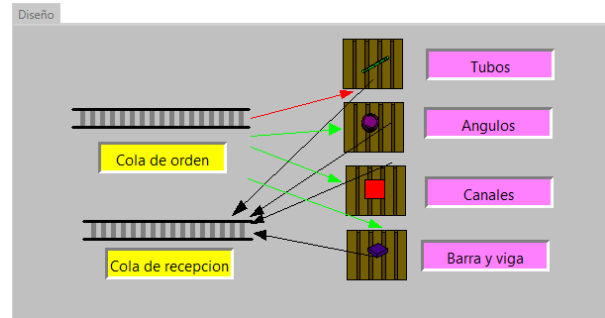 Diseño
Tubos
Angulos
Cola de orden
Canales
Barra y viga
Cola de recepcion